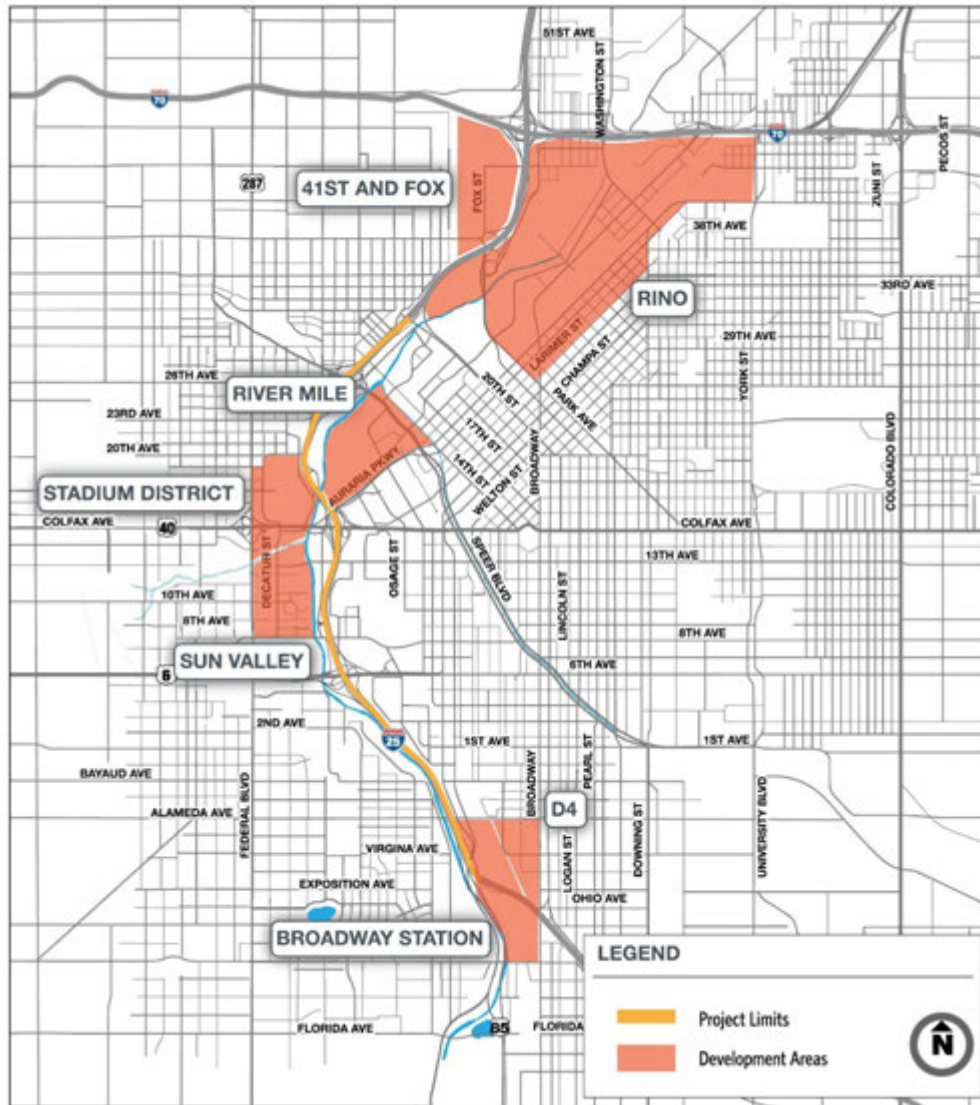 51ST AVE
WASHINGTON ST
70
70
PECOS ST
ZUNI ST
287
41ST AND FOX
FOX ST
38TH AVE
33RD AVE
RINO
29TH AVE
LARIMER ST
CHAMPA ST
26TH AVE
20TH ST
PARK AVE
YORK ST
RIVER MILE
23RD AVE
17TH ST
20TH AVE
14TH ST
WELTON ST
BROADWAY
COLORADO BLVD
AURARIA PKWY
STADIUM DISTRICT
COLFAX AVE
40
COLFAX AVE
DECATUR ST
OSAGE ST
SPEER BLVD
13TH AVE
10TH AVE
8TH AVE
LINCOLN ST
8TH AVE
SUN VALLEY
6
6TH AVE
2ND AVE
25
1ST AVE
1ST AVE
BAYAUD AVE
BROADWAY
PEARL ST
D4
ALAMEDA AVE
FEDERAL BLVD
VIRGINA AVE
LOGAN ST
DOWNING ST
UNIVERSITY BLVD
EXPOSITION AVE
OHIO AVE
BROADWAY STATION
FLORIDA AVE
85
FLORIDA
LEGEND
Project Limits
Development Areas
N